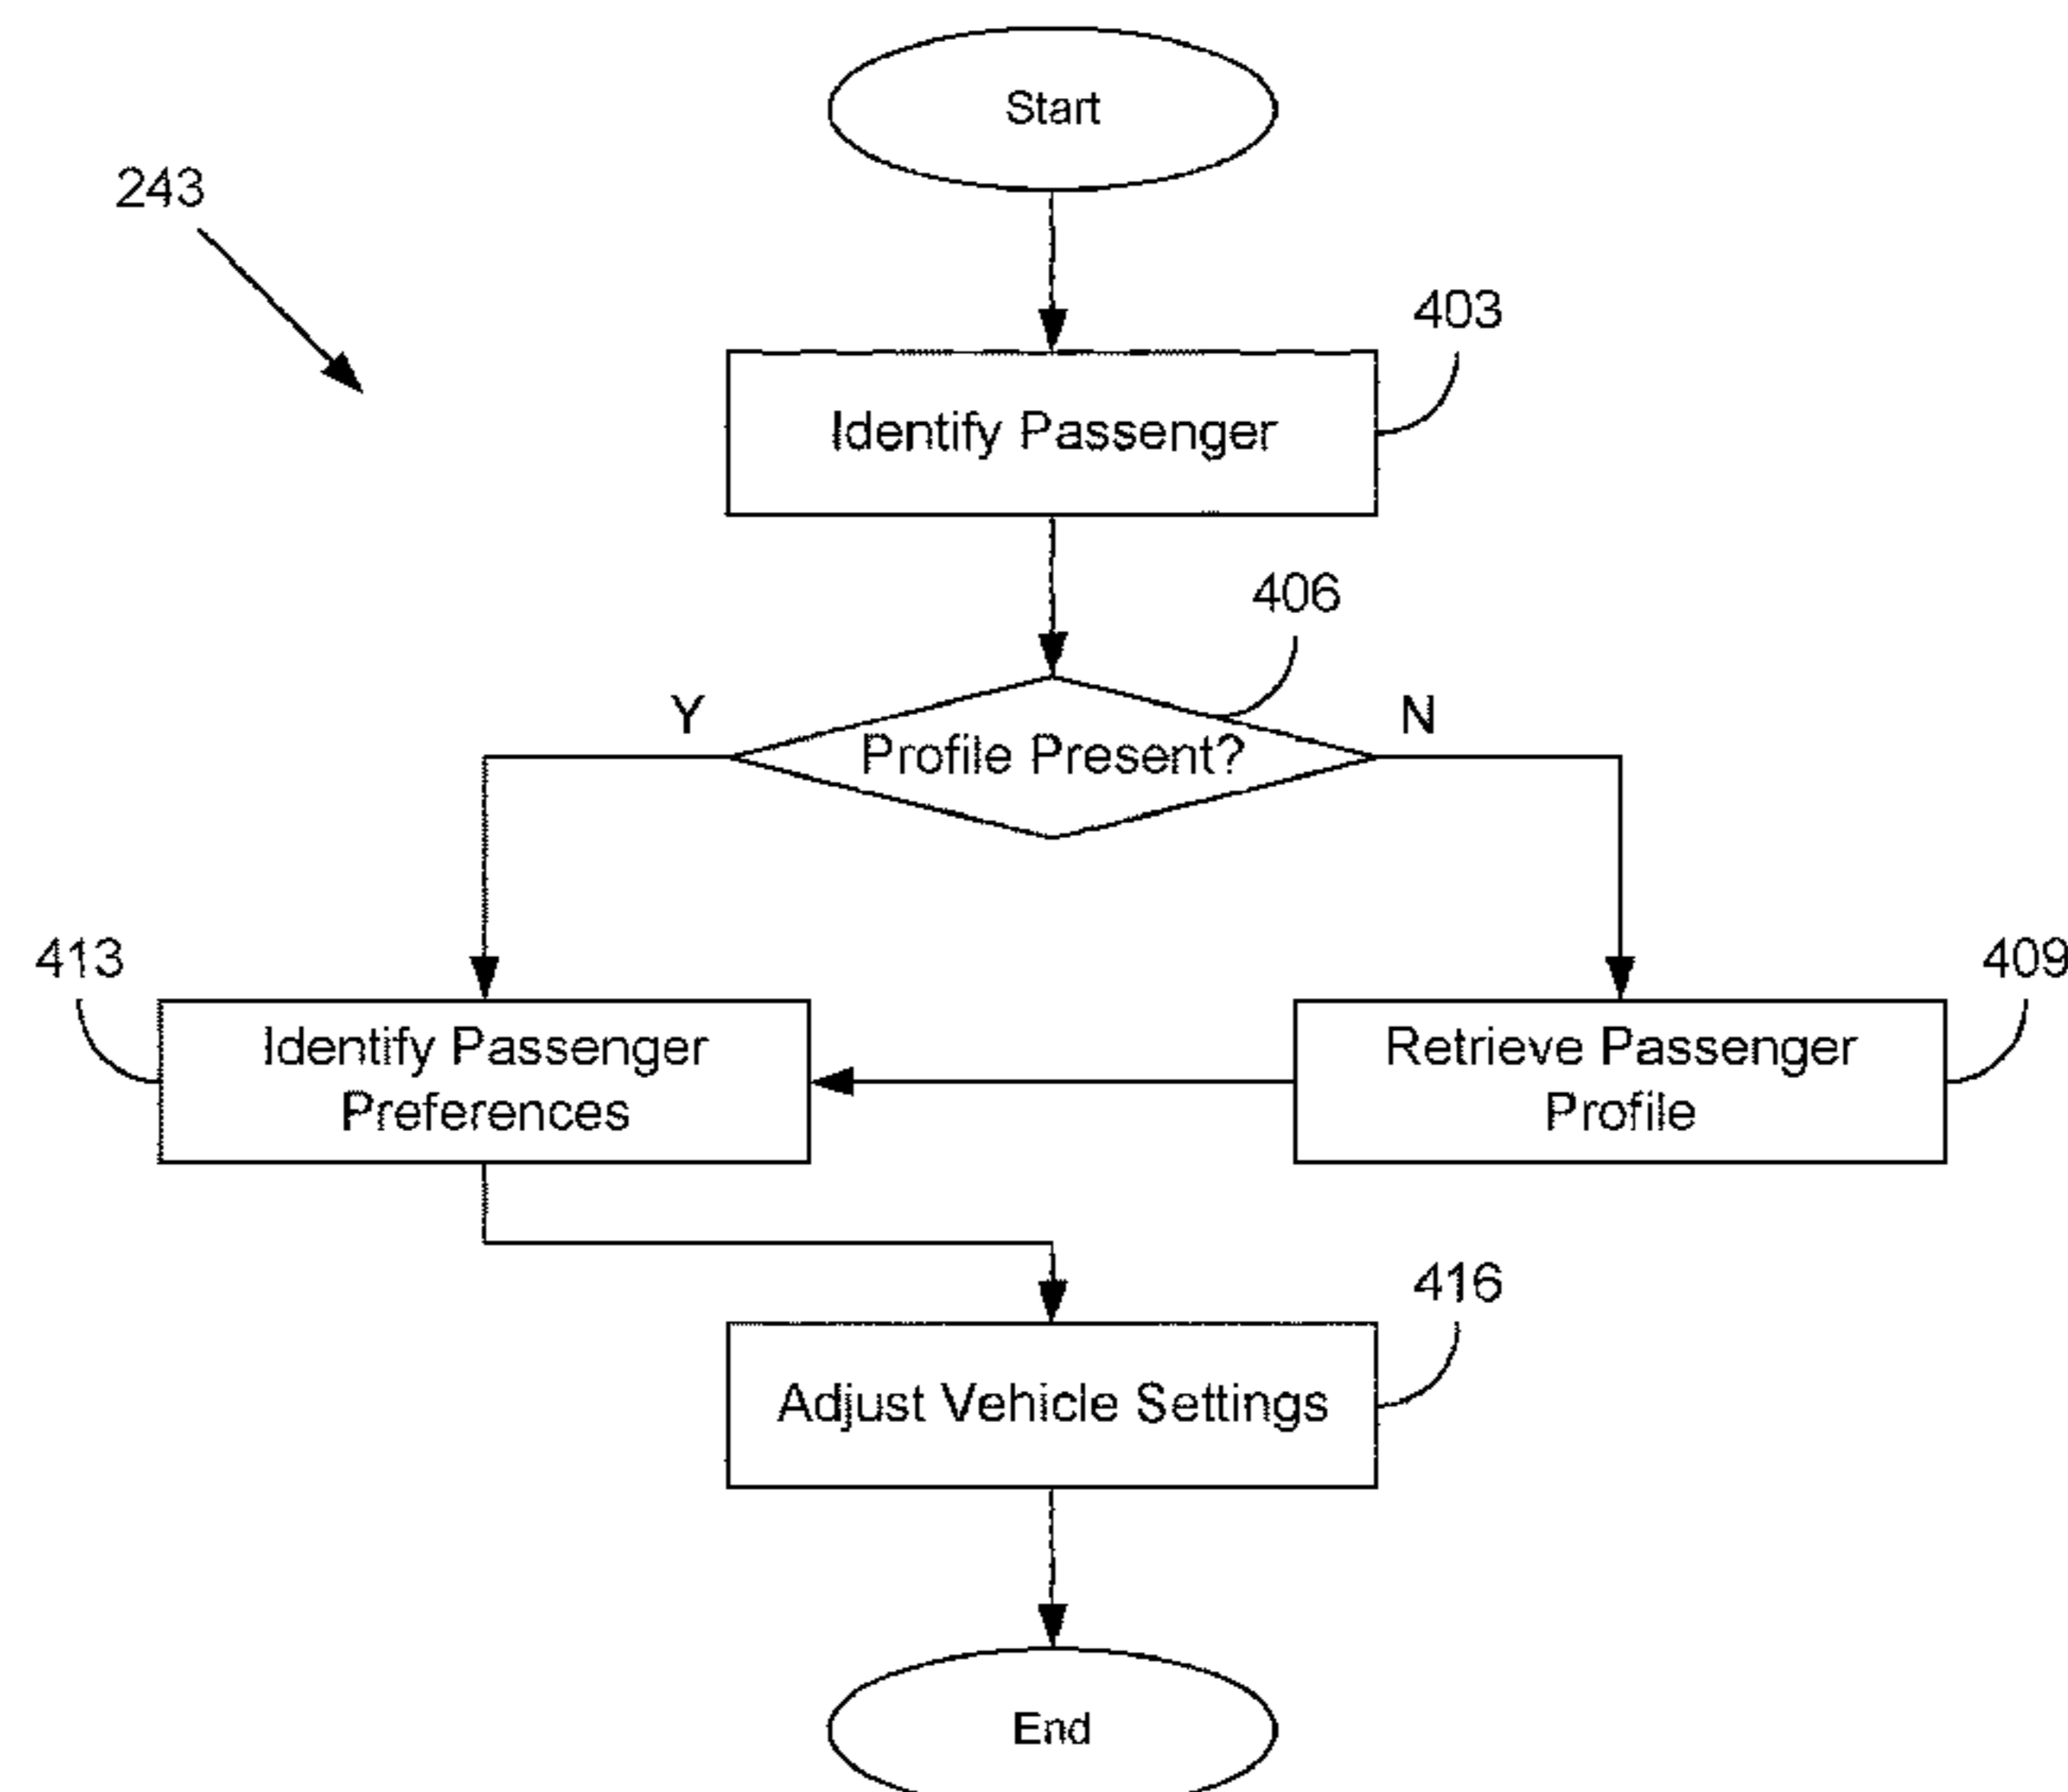 Start
243
403
Identify Passenger
406
Y
N
Profile Present?
413
409
Identify Passenger
Preferences
Retrieve Passenger
Profile
416
Adjust Vehicle Settings
End